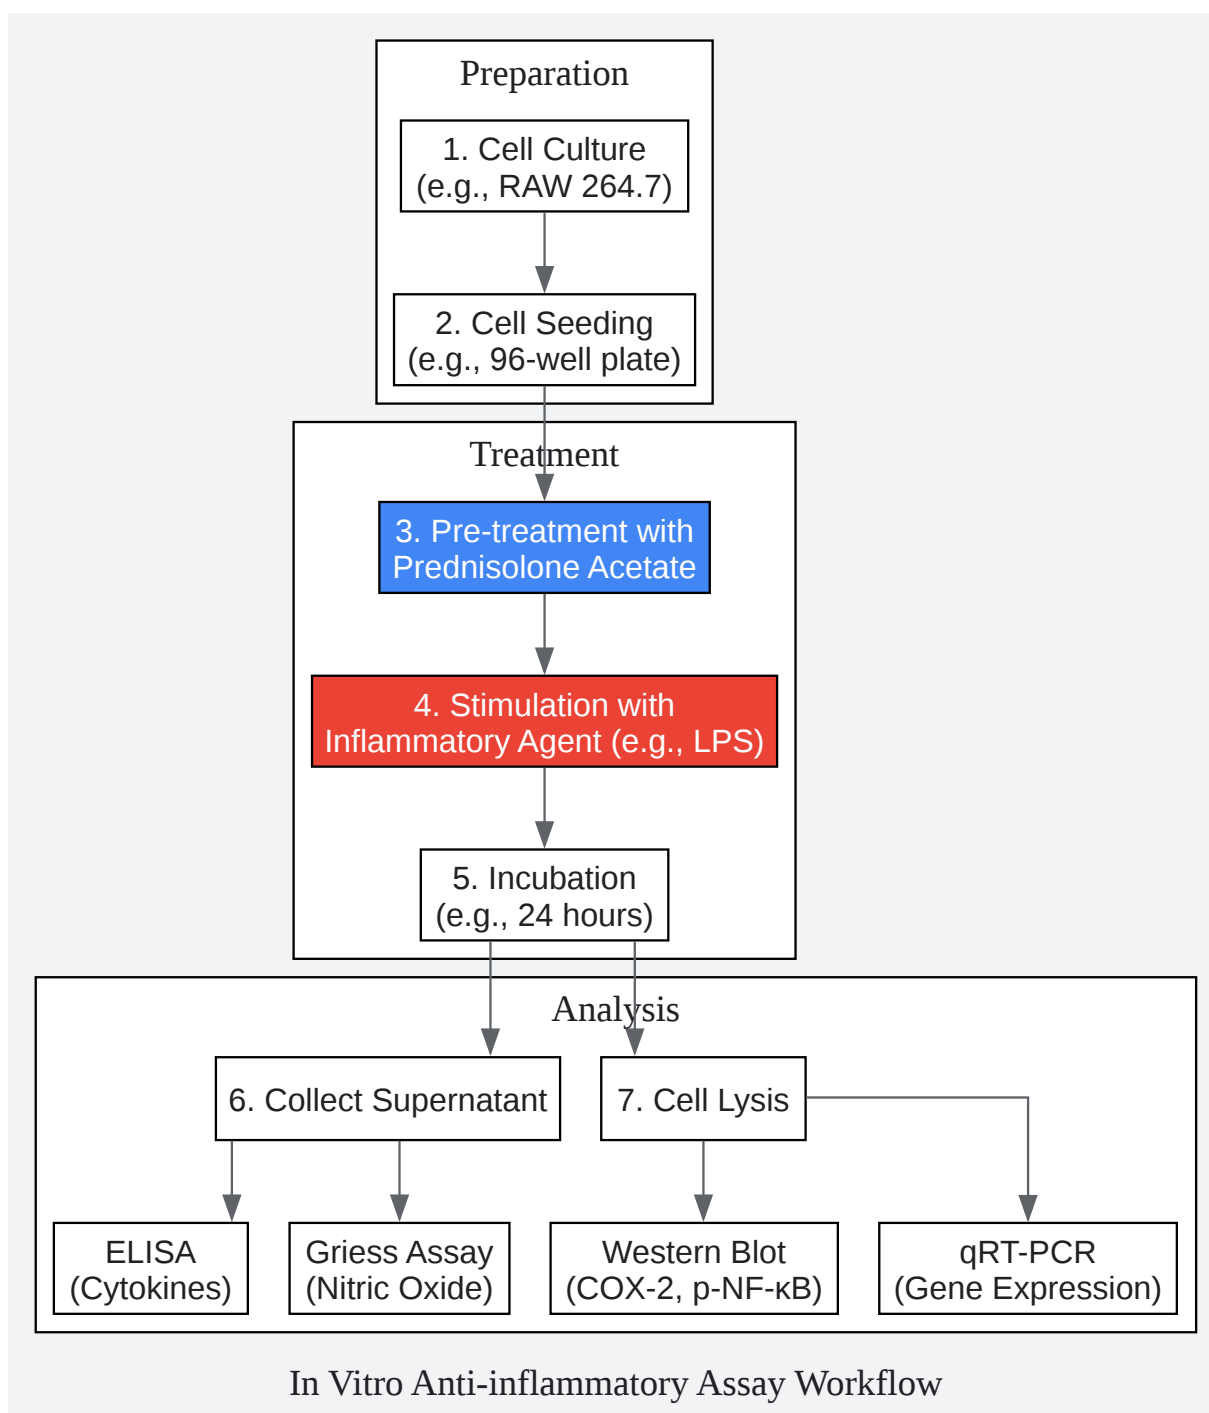 Preparation
1. Cell Culture
(e.g., RAW 264.7)
2. Cell Seeding
(e.g., 96-well plate)
Treatment
3. Pre-treatment with
Prednisolone Acetate
4. Stimulation with
Inflammatory Agent (e.g., LPS)
5. Incubation
(e.g., 24 hours)
Analysis
6. Collect Supernatant
7. Cell Lysis
ELISA
(Cytokines)
Griess Assay
(Nitric Oxide)
Western Blot
(COX-2, p-NF-κB)
qRT-PCR
(Gene Expression)
In Vitro Anti-inflammatory Assay Workflow